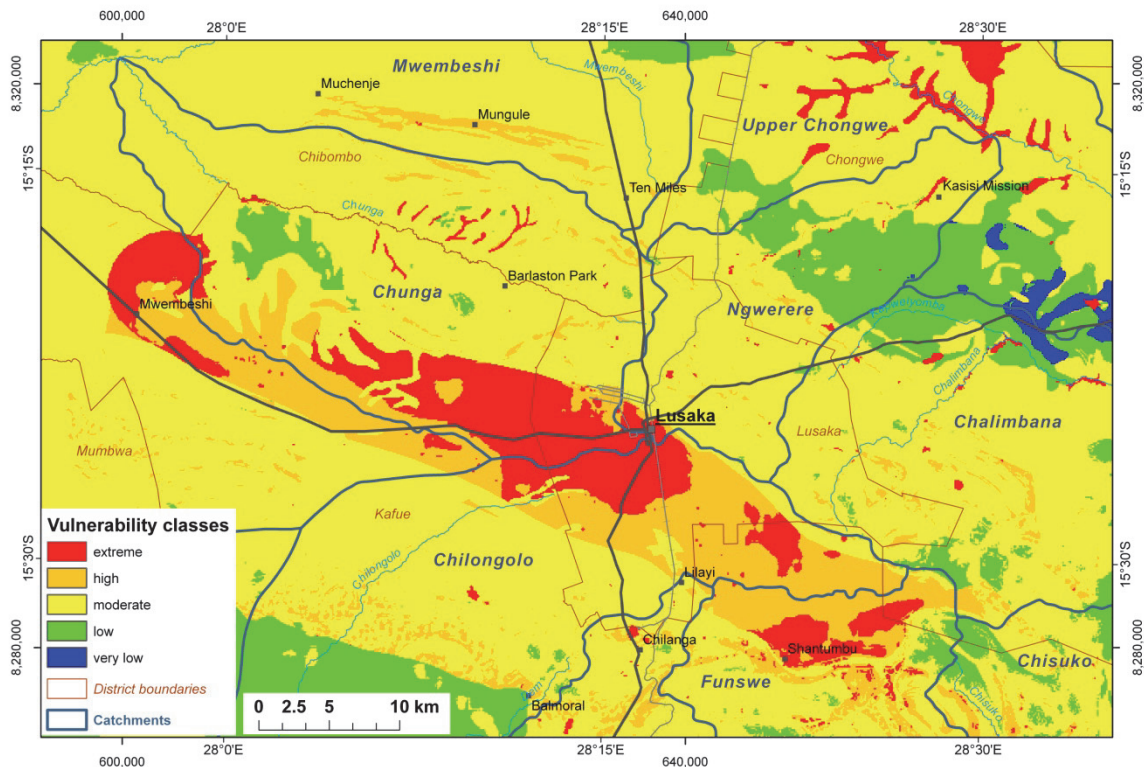 600,000
640,000
28°0'E
28°15'E
28°30'E
8,320,000
8,320,000
Mwembeshi
Mwembeshi
Muchenje
Mungule
Chongwe
Upper Chongwe
Chibombo
Chongwe
15°15'S
15°15'S
Ten Miles
Kasisi Mission
Chunga
Barlaston Park
Chunga
Mwembeshi
Ngwerere
Chalimbana
Lusaka
Chalimbana
Lusaka
Mumbwa
Kafue
Vulnerability classes
extreme
high
moderate
low
very low
District boundaries
Catchments
Chilongolo
Chilongolo
15°30'S
15°30'S
Lilayi
8,280,000
8,280,000
Chilanga
Shantumbu
Chisuko
Funswe
Chisuko
Balmoral
0 2.5 5 10 km
28°0'E
28°15'E
28°30'E
600,000
640,000